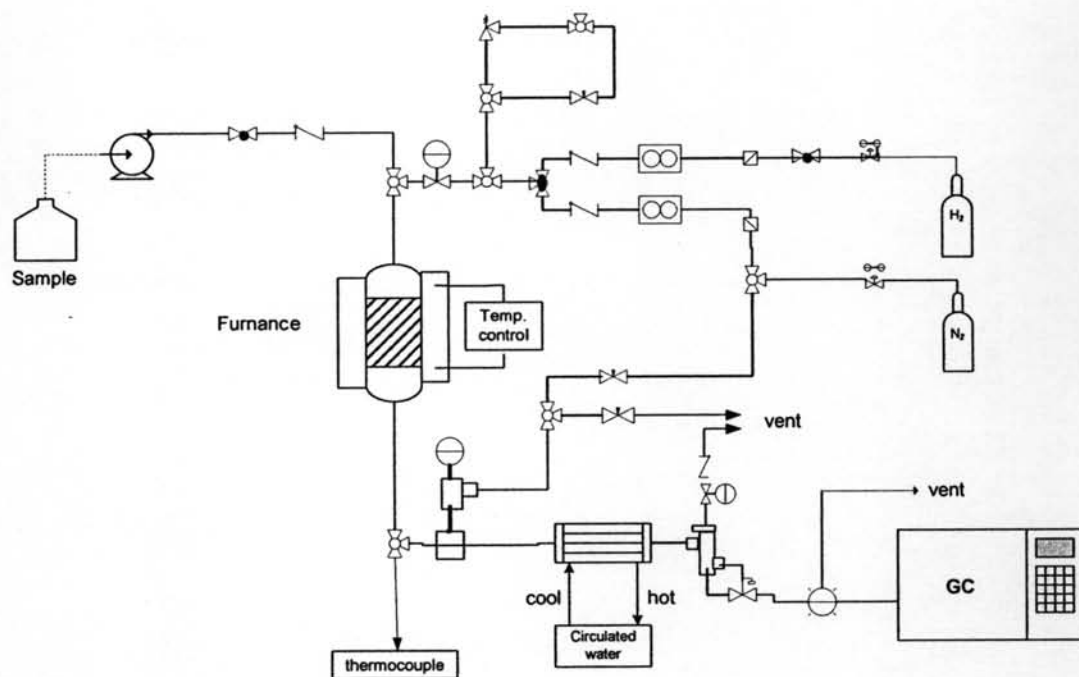 H₂
Sample
Furnance
Temp.
control
N₂
vent
vent
cool
hot
GC
Circulated
water
thermocouple